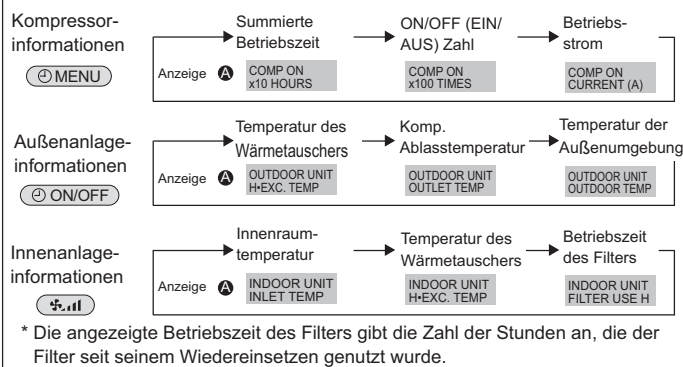 Kompressor-
informationen
MENU
Summierte
Betriebszeit
ON/OFF (EIN/
AUS) Zahl
Betriebs-
strom
Anzeige A
COMP ON
x10 HOURS
COMP ON
x100 TIMES
COMP ON
CURRENT (A)
Außenanlage-
informationen
ON/OFF
Temperatur des
Wärmetauschers
Komp.
Ablasstemperatur
Temperatur der
Außenumgebung
Anzeige A
OUTDOOR UNIT
H•EXC. TEMP
OUTDOOR UNIT
OUTLET TEMP
OUTDOOR UNIT
OUTDOOR TEMP
Innenanlage-
informationen
Innenraum-
temperatur
Temperatur des
Wärmetauschers
Betriebszeit
des Filters
Anzeige A
INDOOR UNIT
INLET TEMP
INDOOR UNIT
H•EXC. TEMP
INDOOR UNIT
FILTER USE H
* Die angezeigte Betriebszeit des Filters gibt die Zahl der Stunden an, die der
Filter seit seinem Wiedereinsetzen genutzt wurde.